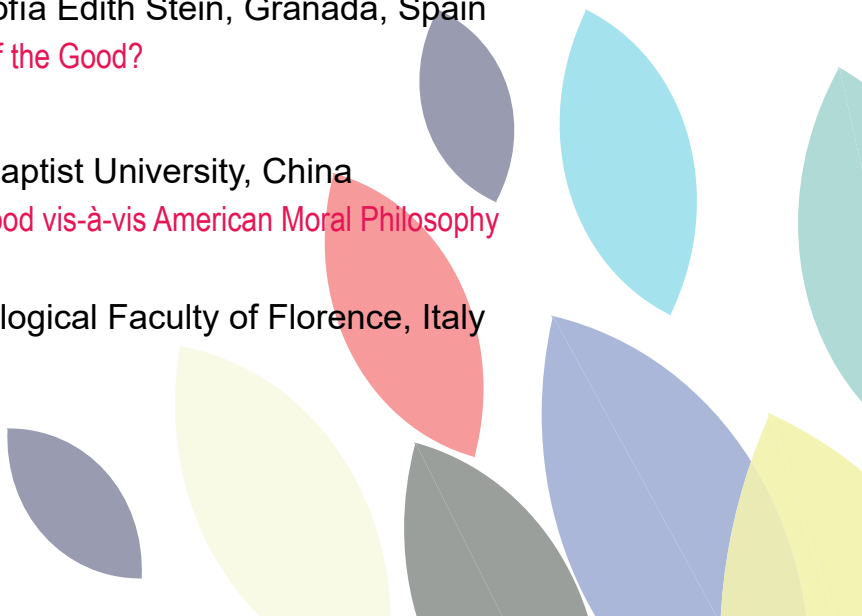 ofía Edith Stein, Granada, Spain
f the Good?
aptist University, China
ood vis-à-vis American Moral Philosophy
logical Faculty of Florence, Italy